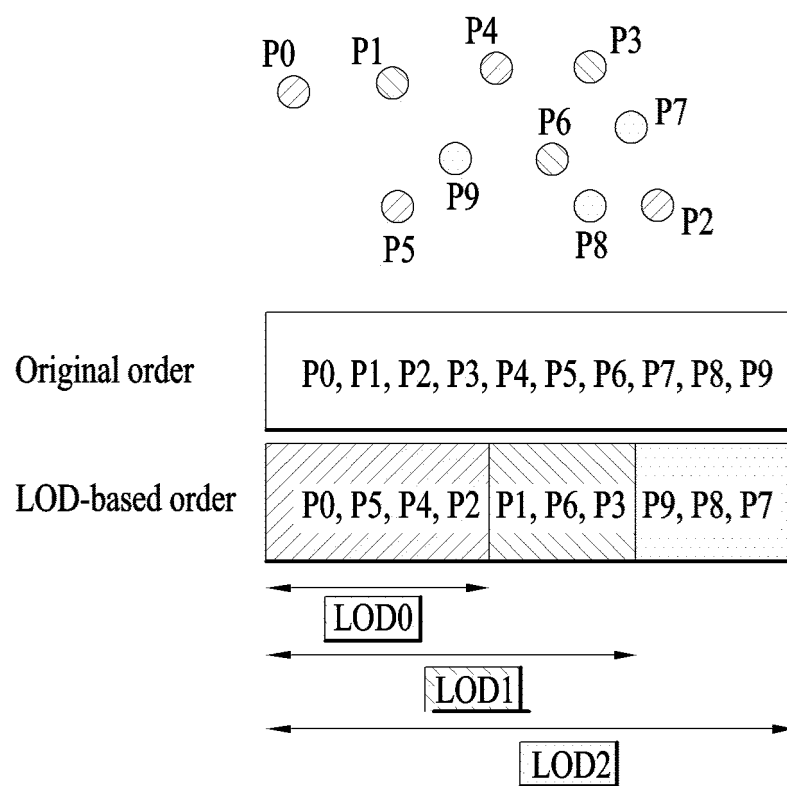 P0
P1
P4
P3
P7
P6
P9
P5
P8
P2
Original order
P0, P1, P2, P3, P4, P5, P6, P7, P8, P9
LOD-based order
P0, P5, P4, P2, P1, P6, P3, P9, P8, P7
LOD0
LOD1
LOD2